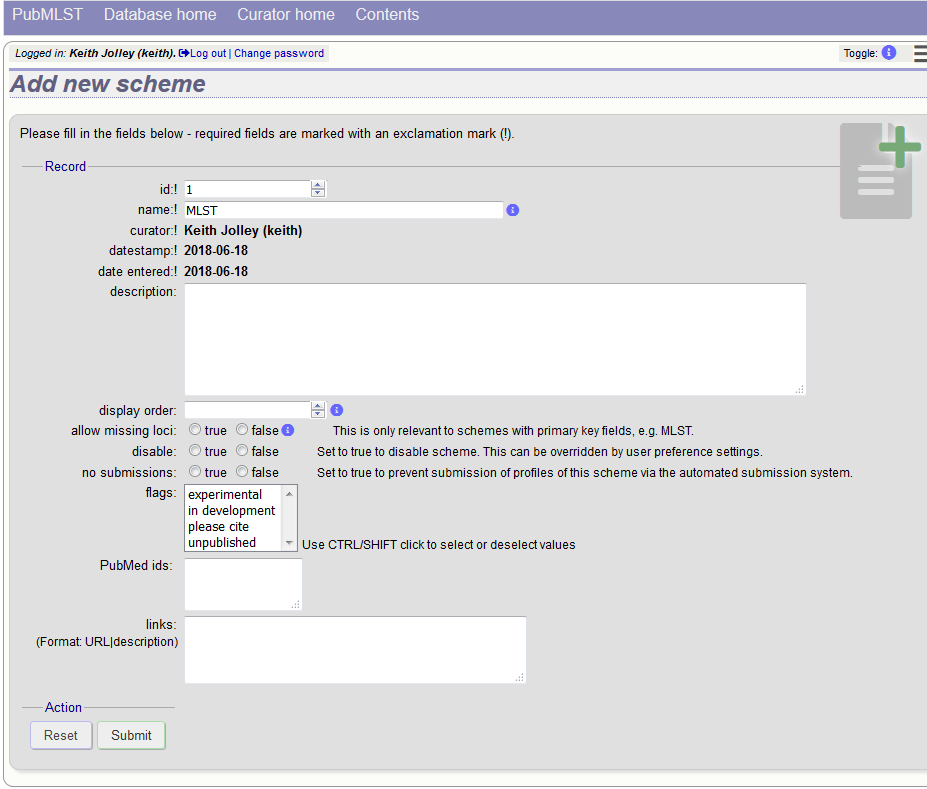 PubMLST Database home Curator home Contents
Logged in: Keith Jolley (keith). Log out | Change password Toggle: i
Add new scheme
Please fill in the fields below - required fields are marked with an exclamation mark (!).
Record
id:! 1
name:! MLST i
curator:! Keith Jolley (keith)
datestamp:! 2018-06-18
date entered:! 2018-06-18
description:
display order: i
allow missing loci: true false i This is only relevant to schemes with primary key fields, e.g. MLST.
disable: true false Set to true to disable scheme. This can be overridden by user preference settings.
no submissions: true false Set to true to prevent submission of profiles of this scheme via the automated submission system.
flags: experimental
in development
please cite
unpublished
Use CTRL/SHIFT click to select or deselect values
PubMed ids:
links:
(Format: URL|description)
Action
Reset Submit